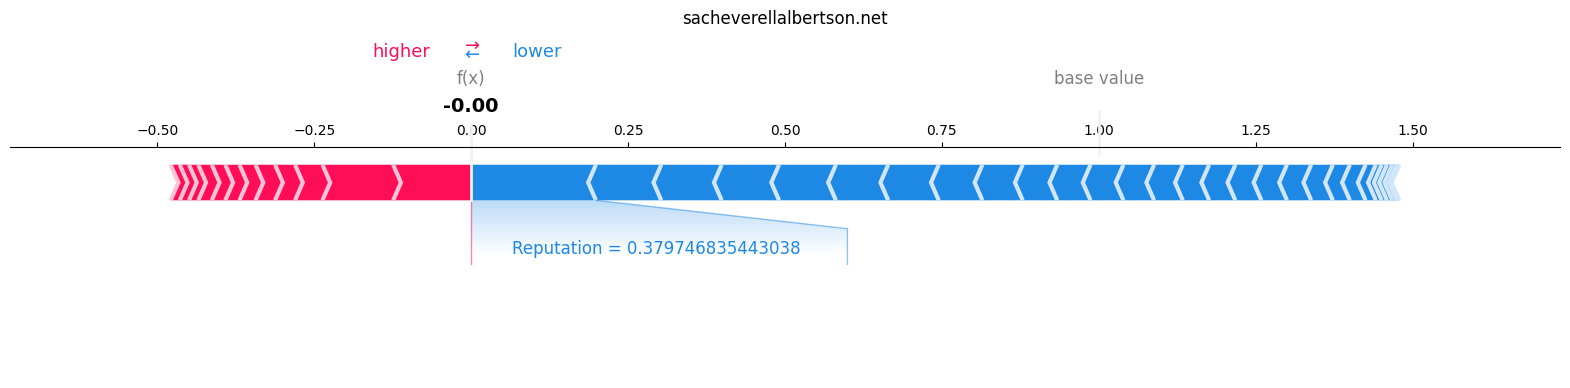 sacheverellalbertson.net
higher ⇄ lower
f(x) base value
-0.00
−0.50 −0.25 0.00 0.25 0.50 0.75 1.00 1.25 1.50
Reputation = 0.379746835443038